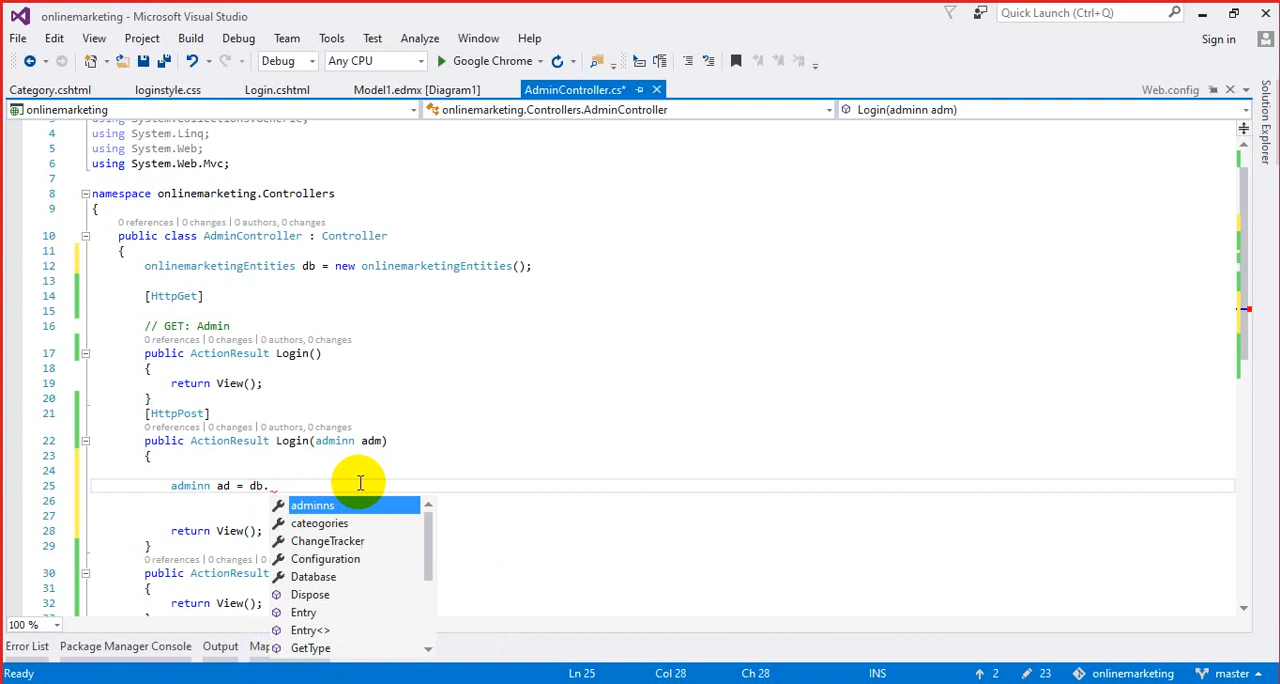 onlinemarketing - Microsoft Visual Studio
Quick Launch (Ctrl+Q)
File Edit View Project Build Debug Team Tools Test Analyze Window Help
Sign in
Debug Any CPU Google Chrome
Category.cshtml loginstyle.css Login.cshtml Model1.edmx [Diagram1] AdminController.cs* Web.config
onlinemarketing onlinemarketing.Controllers.AdminController Login(adminn adm)
Solution Explorer
4 using System.Linq;
5 using System.Web;
6 using System.Web.Mvc;
7
8 namespace onlinemarketing.Controllers
9 {
0 references | 0 changes | 0 authors, 0 changes
10 public class AdminController : Controller
11 {
12 onlinemarketingEntities db = new onlinemarketingEntities();
13
14 [HttpGet]
15
16 // GET: Admin
0 references | 0 changes | 0 authors, 0 changes
17 public ActionResult Login()
18 {
19 return View();
20 }
21 [HttpPost]
0 references | 0 changes | 0 authors, 0 changes
22 public ActionResult Login(adminn adm)
23 {
24
25 adminn ad = db.
26 adminns
cateogories
27 ChangeTracker
Configuration
28 return View(); Database
29 }
0 references | 0 changes | 0 Dispose
30 public ActionResult Entry
31 { Entry<>
32 return View(); GetType
100 %
Error List Package Manager Console Output
Ready Ln 25 Col 28 Ch 28 INS 2 23 onlinemarketing master